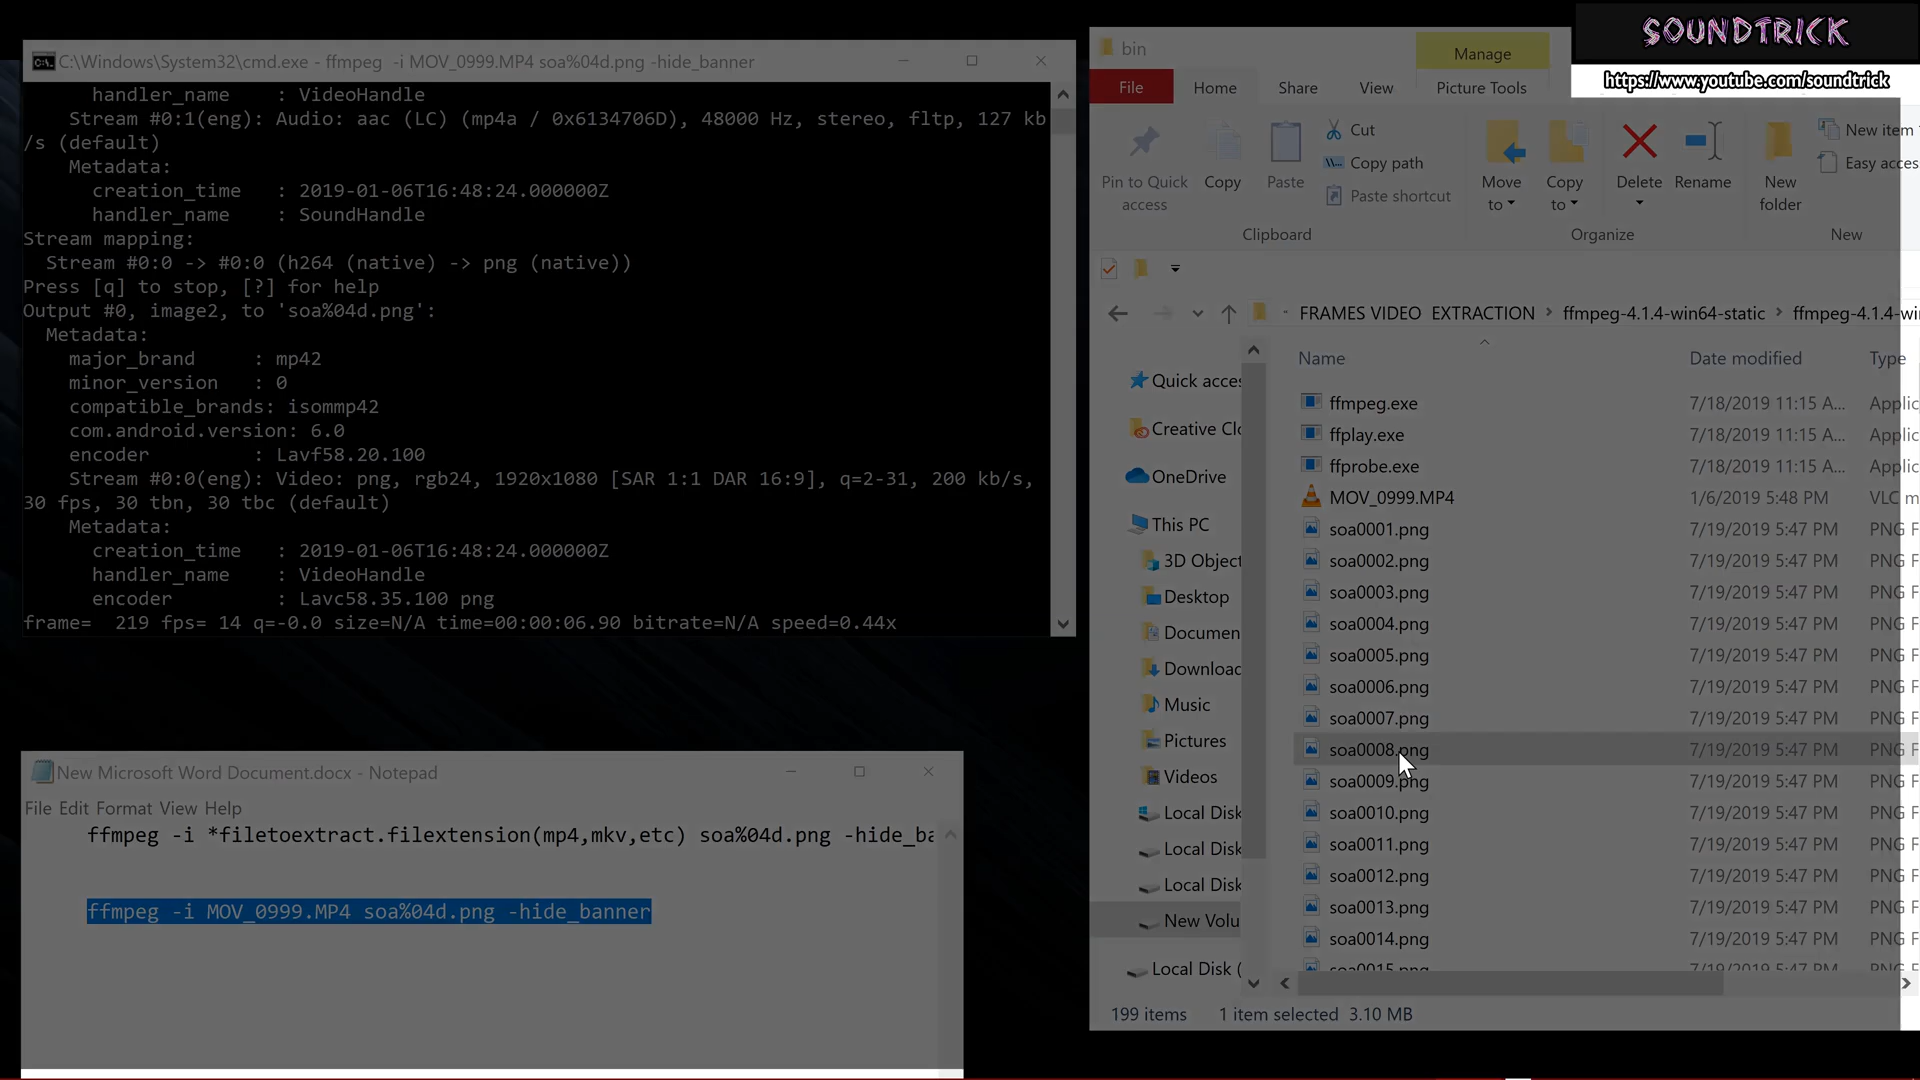 C:\Windows\System32\cmd.exe - ffmpeg  -i MOV_0999.MP4 soa%04d.png -hide_banner
handler_name    : VideoHandle
Stream #0:1(eng): Audio: aac (LC) (mp4a / 0x6134706D), 48000 Hz, stereo, fltp, 127 kb
/s (default)
Metadata:
creation_time   : 2019-01-06T16:48:24.000000Z
handler_name    : SoundHandle
Stream mapping:
Stream #0:0 -> #0:0 (h264 (native) -> png (native))
Press [q] to stop, [?] for help
Output #0, image2, to 'soa%04d.png':
Metadata:
major_brand     : mp42
minor_version   : 0
compatible_brands: isommp42
com.android.version: 6.0
encoder         : Lavf58.20.100
Stream #0:0(eng): Video: png, rgb24, 1920x1080 [SAR 1:1 DAR 16:9], q=2-31, 200 kb/s,
30 fps, 30 tbn, 30 tbc (default)
Metadata:
creation_time   : 2019-01-06T16:48:24.000000Z
handler_name    : VideoHandle
encoder         : Lavc58.35.100 png
frame=  219 fps= 14 q=-0.0 size=N/A time=00:00:06.90 bitrate=N/A speed=0.44x
New Microsoft Word Document.docx - Notepad
File Edit Format View Help
ffmpeg -i *filetoextract.filextension(mp4,mkv,etc) soa%04d.png -hide_ba
ffmpeg -i MOV_0999.MP4 soa%04d.png -hide_banner
SOUNDTRICK
https://www.youtube.com/soundtrick
bin
Manage
File Home Share View Picture Tools
Pin to Quick access
Copy
Paste
Cut
Copy path
Paste shortcut
Move to
Copy to
Delete
Rename
New folder
New item
Easy acces
Clipboard Organize New
FRAMES VIDEO  EXTRACTION > ffmpeg-4.1.4-win64-static > ffmpeg-4.1.4-wi
Quick acces
Creative Clo
OneDrive
This PC
3D Object
Desktop
Documen
Download
Music
Pictures
Videos
Local Disk
Local Disk
Local Disk
New Volu
Local Disk (
Name Date modified Type
ffmpeg.exe 7/18/2019 11:15 A... Applic
ffplay.exe 7/18/2019 11:15 A... Applic
ffprobe.exe 7/18/2019 11:15 A... Applic
MOV_0999.MP4 1/6/2019 5:48 PM VLC m
soa0001.png 7/19/2019 5:47 PM PNG F
soa0002.png 7/19/2019 5:47 PM PNG F
soa0003.png 7/19/2019 5:47 PM PNG F
soa0004.png 7/19/2019 5:47 PM PNG F
soa0005.png 7/19/2019 5:47 PM PNG F
soa0006.png 7/19/2019 5:47 PM PNG F
soa0007.png 7/19/2019 5:47 PM PNG F
soa0008.png 7/19/2019 5:47 PM PNG F
soa0009.png 7/19/2019 5:47 PM PNG F
soa0010.png 7/19/2019 5:47 PM PNG F
soa0011.png 7/19/2019 5:47 PM PNG F
soa0012.png 7/19/2019 5:47 PM PNG F
soa0013.png 7/19/2019 5:47 PM PNG F
soa0014.png 7/19/2019 5:47 PM PNG F
soa0015.png 7/19/2019 5:47 PM PNG F
199 items 1 item selected 3.10 MB